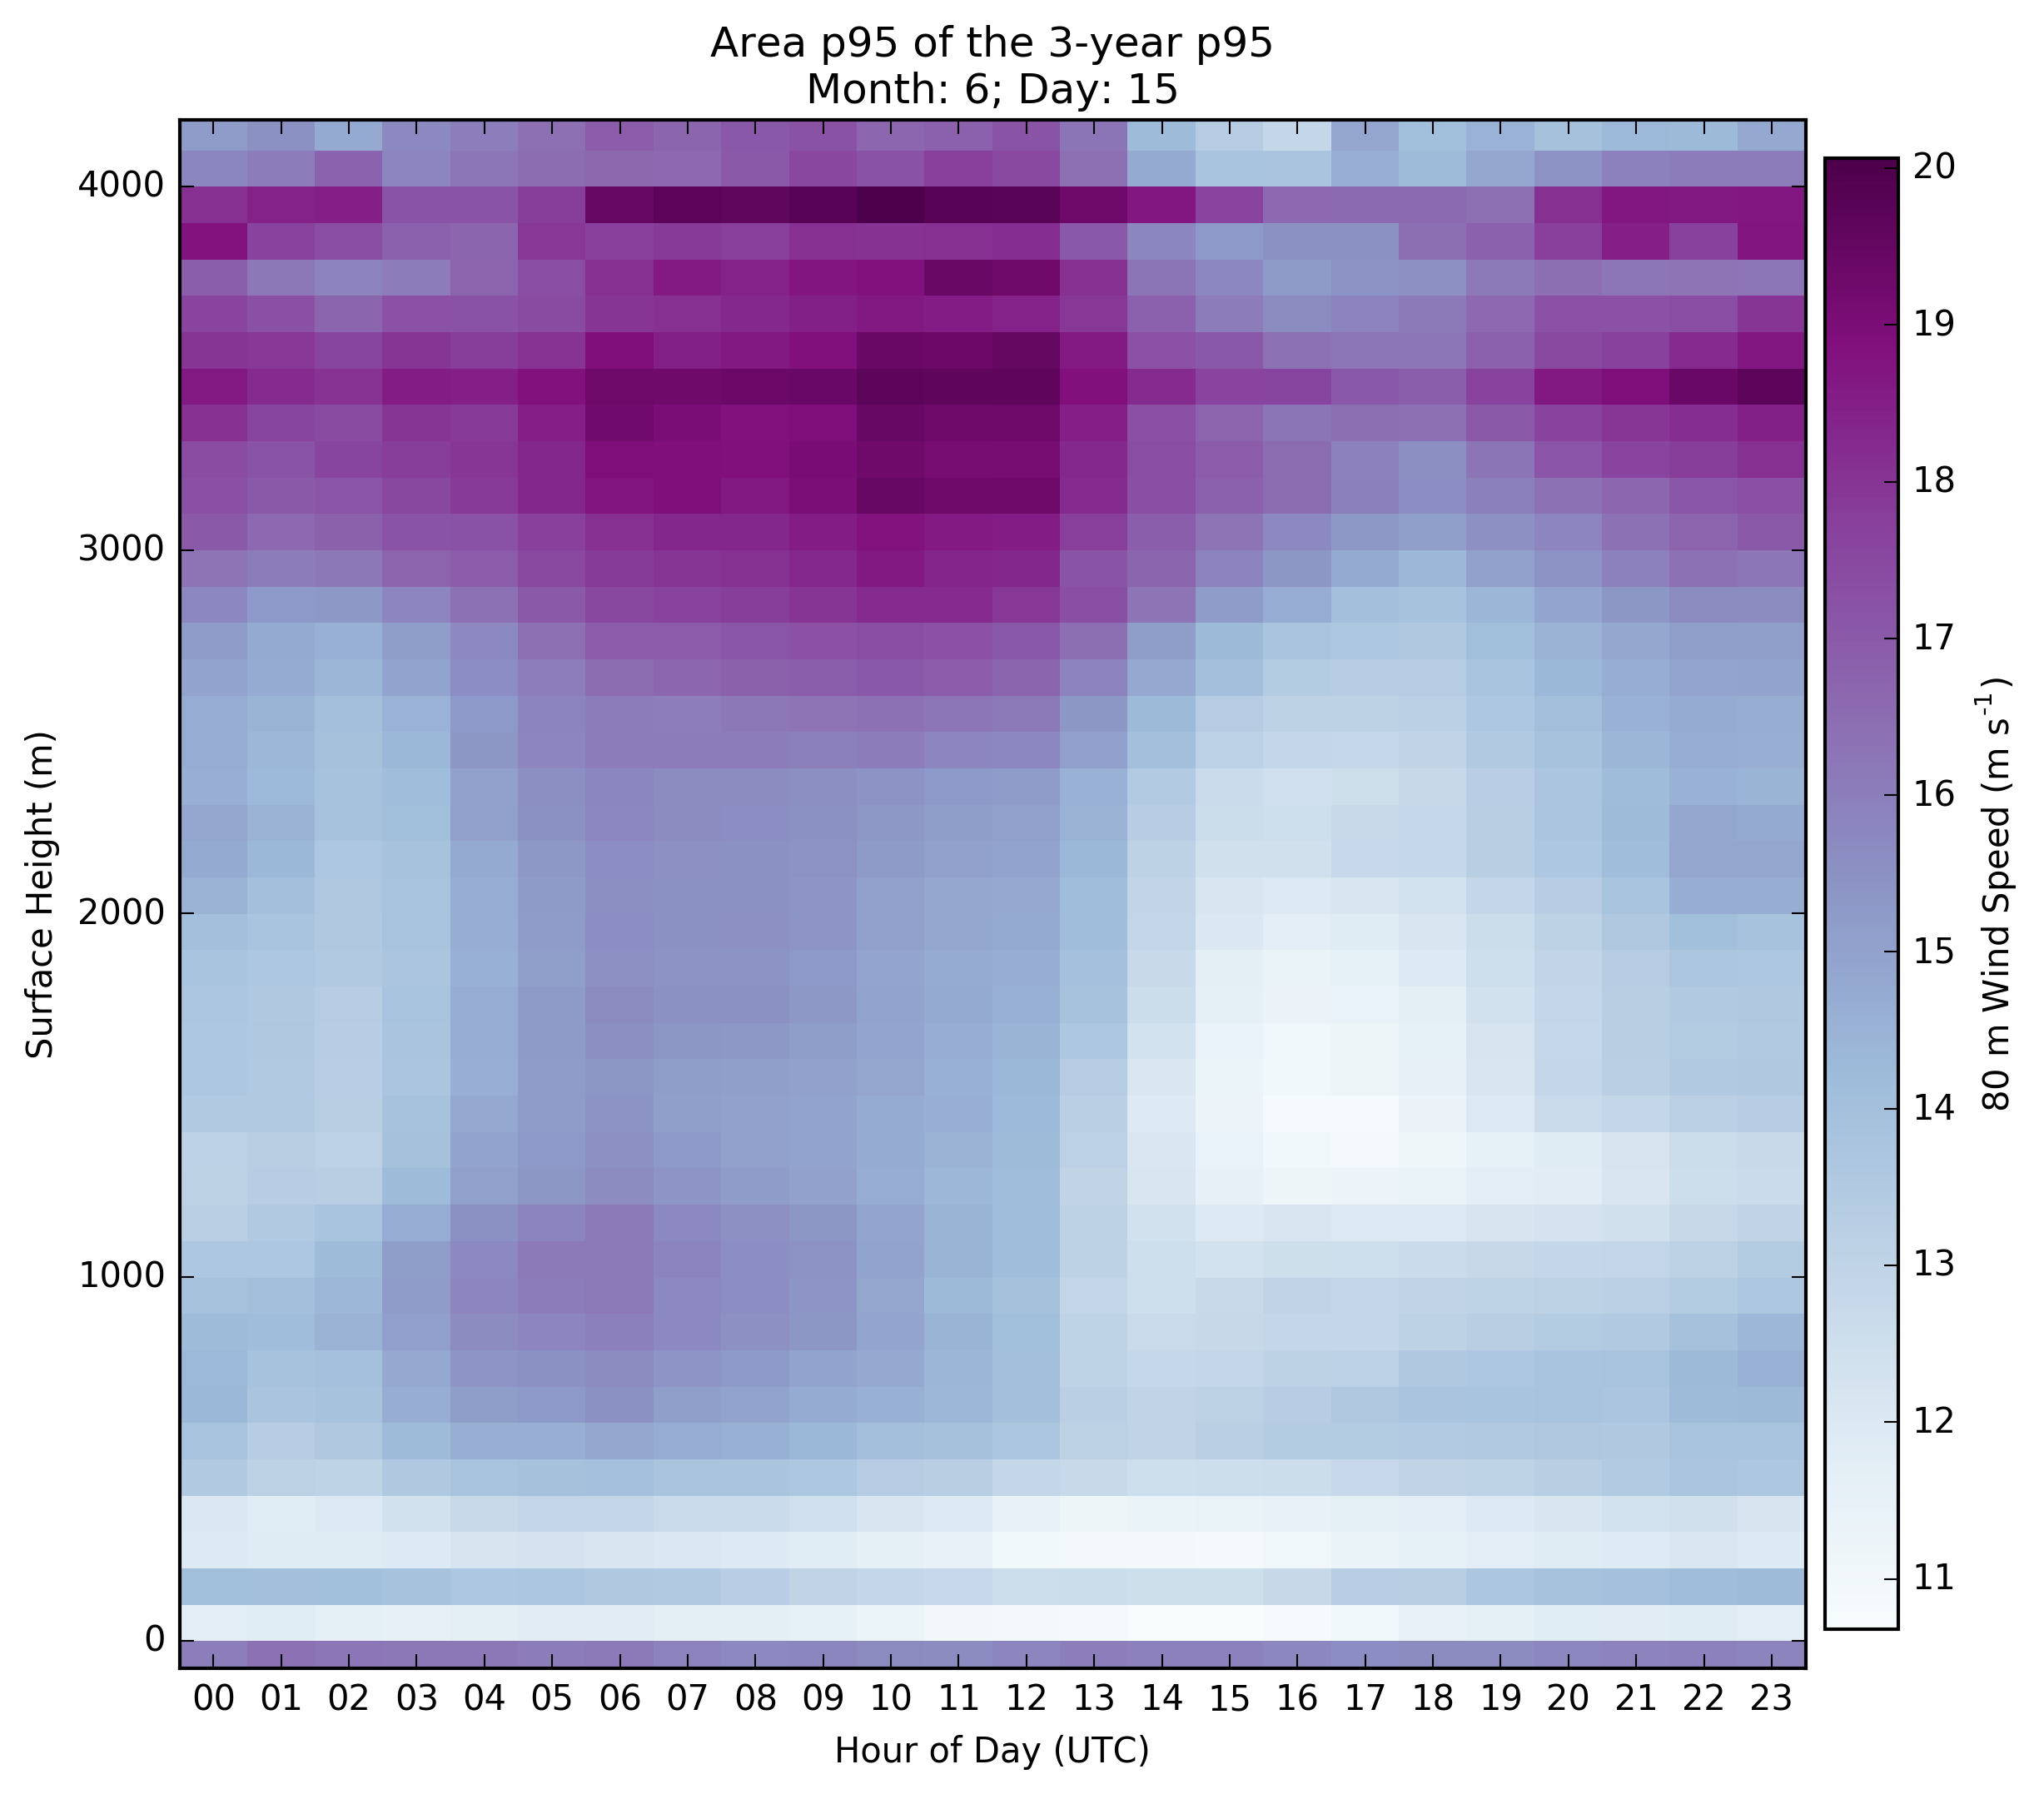 Area p95 of the 3-year p95
Month: 6; Day: 15
4000
3000
2000
1000
0
Surface Height (m)
00 01 02 03 04 05 06 07 08 09 10 11 12 13 14 15 16 17 18 19 20 21 22 23
Hour of Day (UTC)
20
19
18
17
16
15
14
13
12
11
80 m Wind Speed (m s⁻¹)